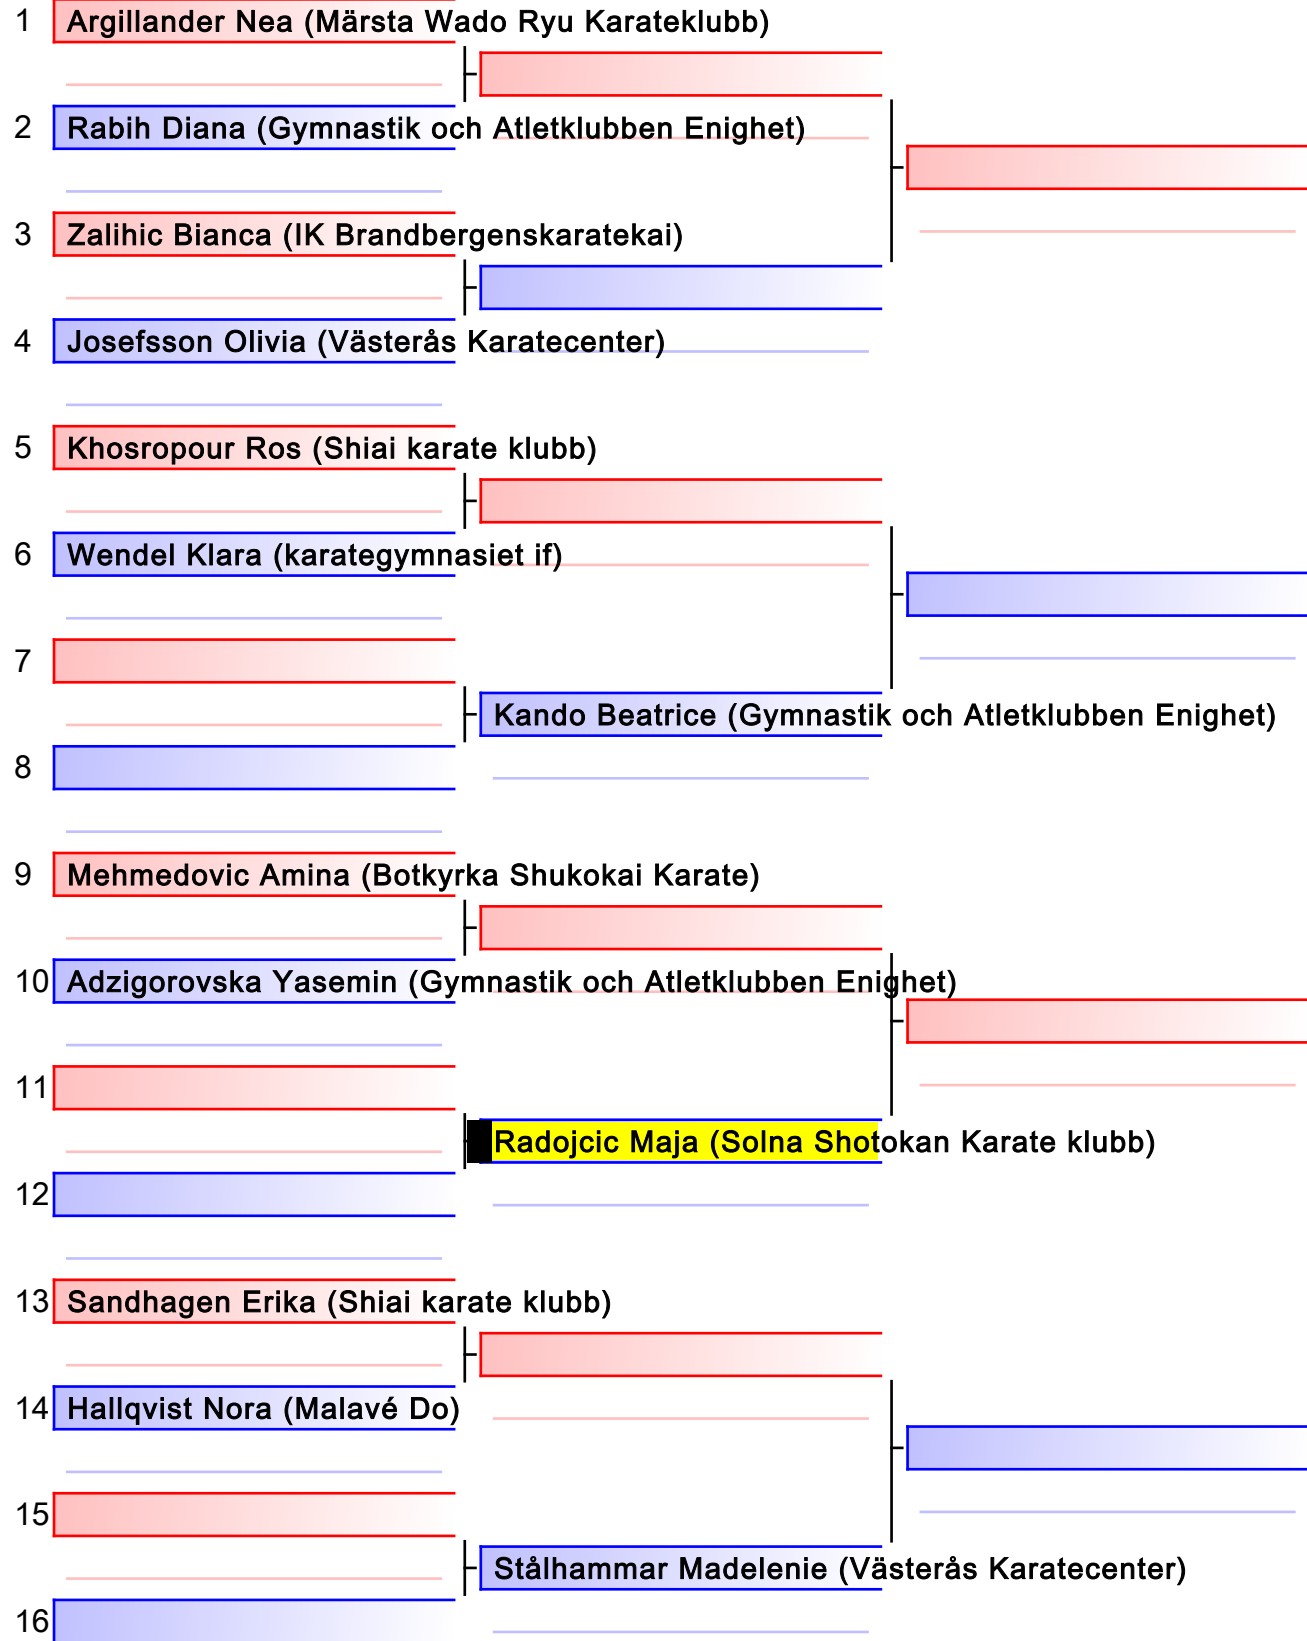 1 Argillander Nea (Märsta Wado Ryu Karateklubb)
2 Rabih Diana (Gymnastik och Atletklubben Enighet)
3 Zalihic Bianca (IK Brandbergenskaratekai)
4 Josefsson Olivia (Västerås Karatecenter)
5 Khosropour Ros (Shiai karate klubb)
6 Wendel Klara (karategymnasiet if)
7
Kando Beatrice (Gymnastik och Atletklubben Enighet)
8
9 Mehmedovic Amina (Botkyrka Shukokai Karate)
10 Adzigorovska Yasemin (Gymnastik och Atletklubben Enighet)
11
Radojcic Maja (Solna Shotokan Karate klubb)
12
13 Sandhagen Erika (Shiai karate klubb)
14 Hallqvist Nora (Malavé Do)
15
Stålhammar Madelenie (Västerås Karatecenter)
16